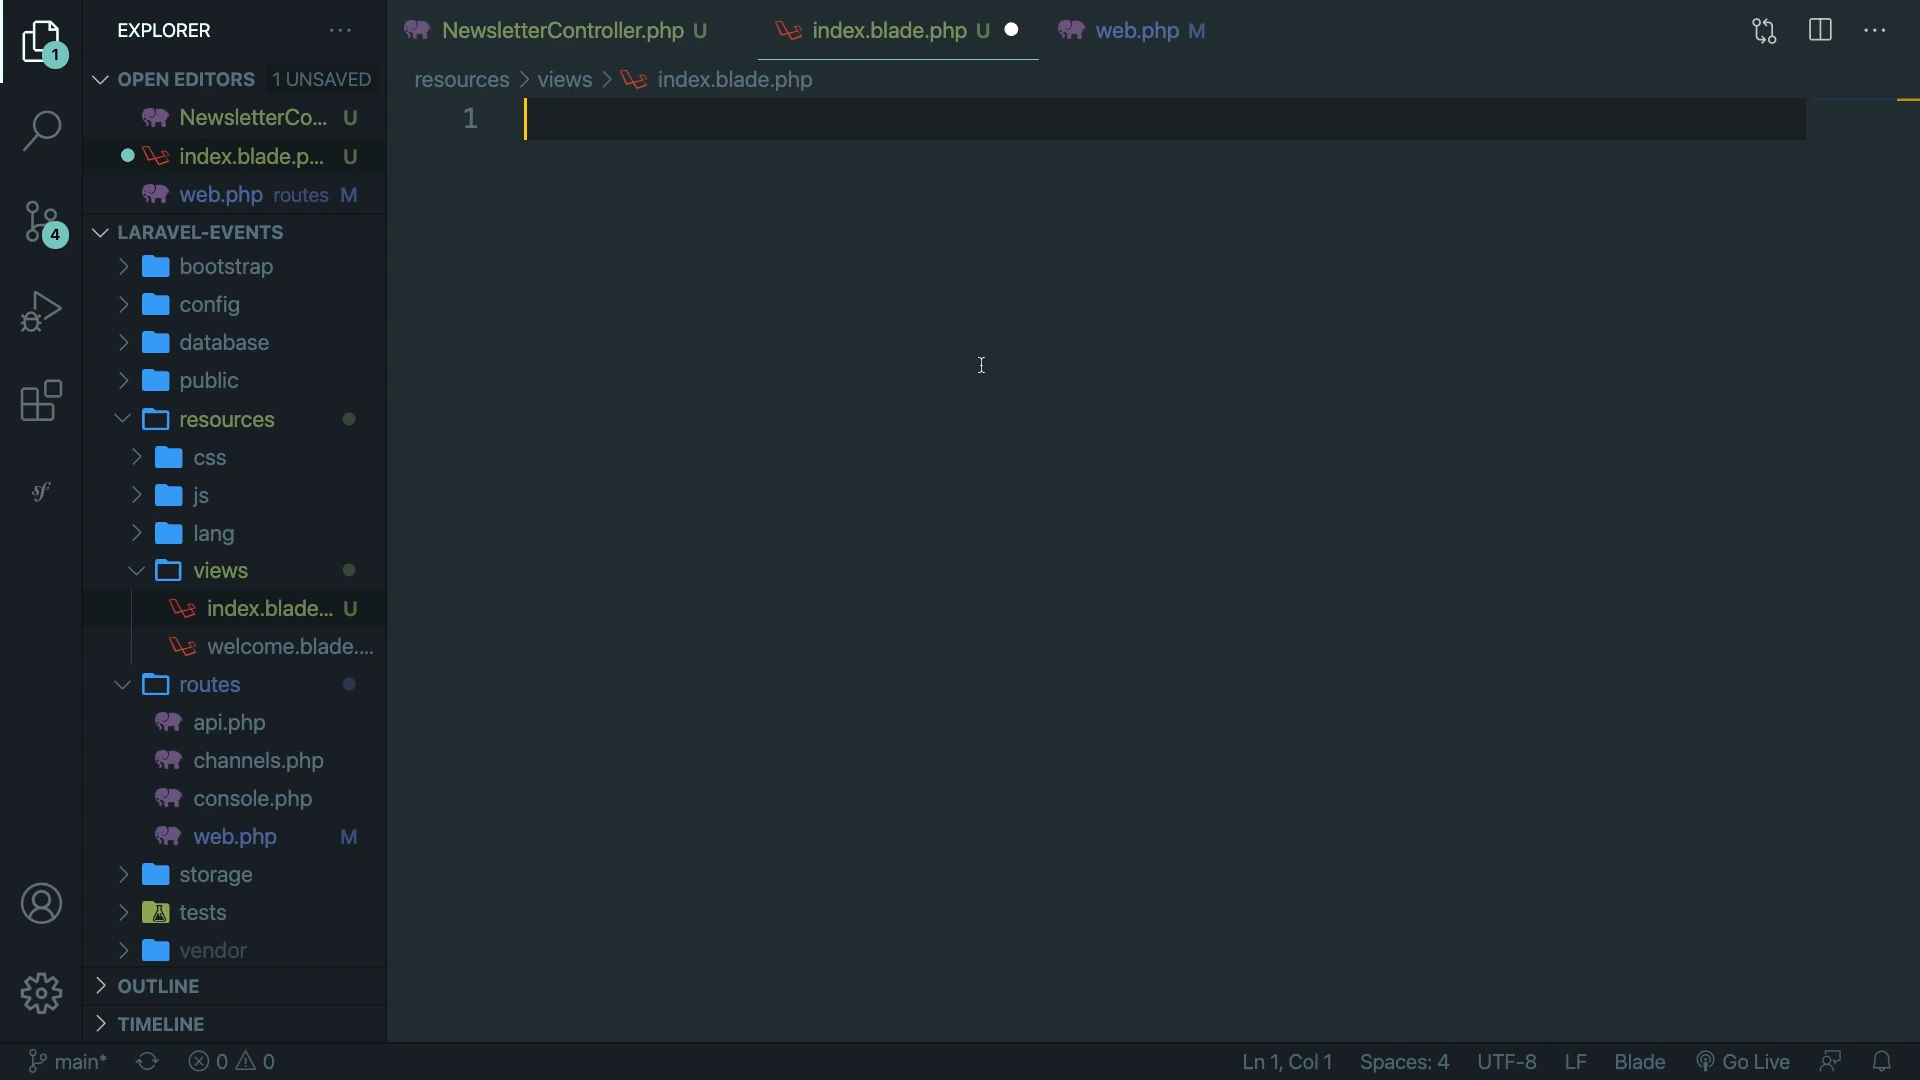 EXPLORER
OPEN EDITORS 1 UNSAVED
NewsletterCo... U
index.blade.p... U
web.php routes M
LARAVEL-EVENTS
bootstrap
config
database
public
resources
css
js
lang
views
index.blade... U
welcome.blade....
routes
api.php
channels.php
console.php
web.php M
storage
tests
vendor
OUTLINE
TIMELINE
1
4
sf
NewsletterController.php U
index.blade.php U
web.php M
resources > views > index.blade.php
1
main* 0 0
Ln 1, Col 1 Spaces: 4 UTF-8 LF Blade Go Live